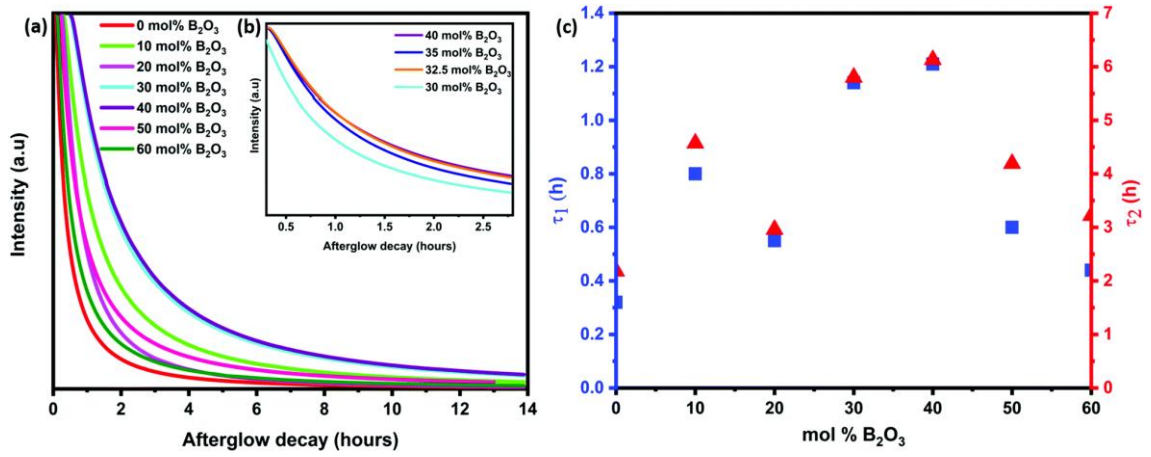 (a)
0 mol% B₂O₃
10 mol% B₂O₃
20 mol% B₂O₃
30 mol% B₂O₃
40 mol% B₂O₃
50 mol% B₂O₃
60 mol% B₂O₃
Intensity (a.u)
0 2 4 6 8 10 12 14
Afterglow decay (hours)
(b)
40 mol% B₂O₃
35 mol% B₂O₃
32.5 mol% B₂O₃
30 mol% B₂O₃
Intensity (a.u)
0.5 1.0 1.5 2.0 2.5
Afterglow decay (hours)
(c)
1.4
1.2
1.0
0.8
0.6
0.4
0.2
0.0
τ₁ (h)
7
6
5
4
3
2
1
0
τ₂ (h)
0 10 20 30 40 50 60
mol % B₂O₃